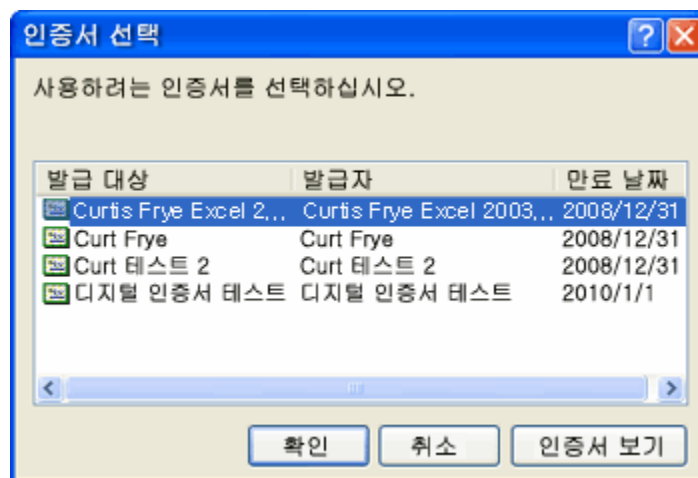 인증서 선택
사용하려는 인증서를 선택하십시오.
발급 대상 발급자 만료 날짜
Curtis Frye Excel 2... Curtis Frye Excel 2003... 2008/12/31
Curt Frye Curt Frye 2008/12/31
Curt 테스트 2 Curt 테스트 2 2008/12/31
디지털 인증서 테스트 디지털 인증서 테스트 2010/1/1
확인 취소 인증서 보기